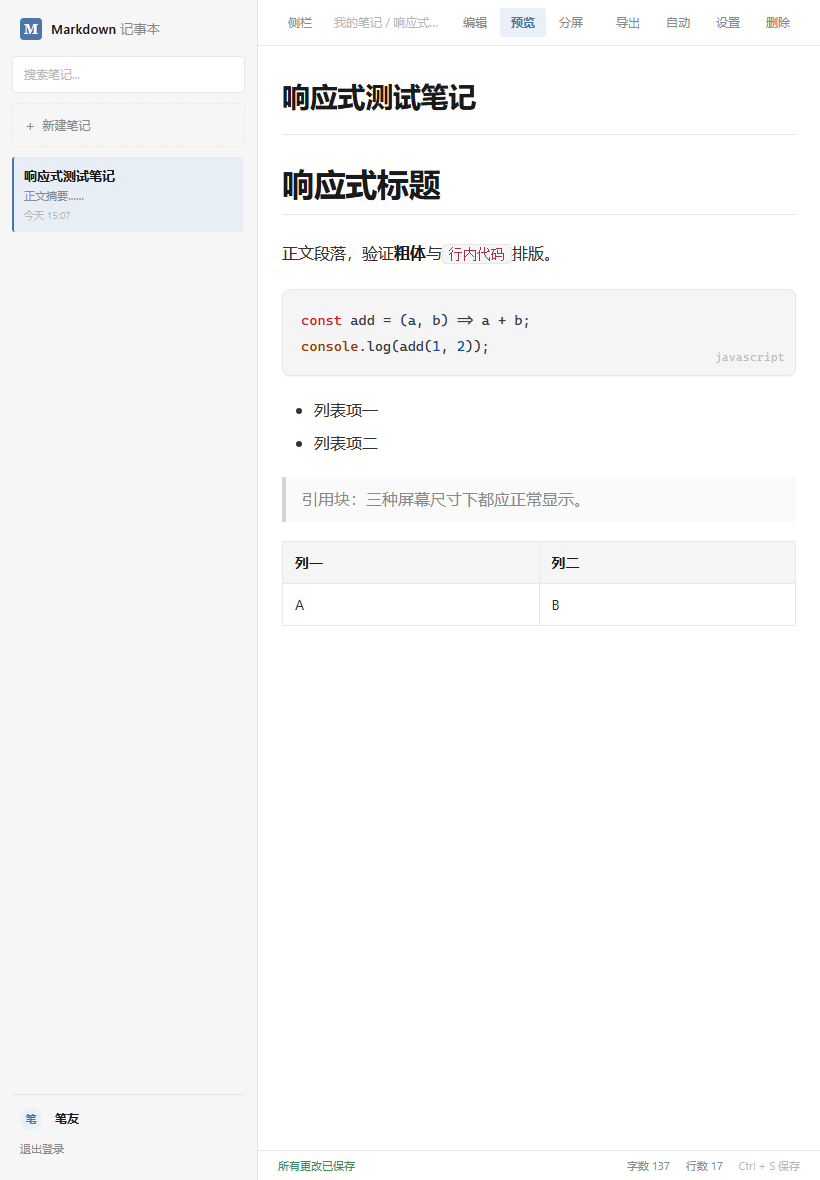 M Markdown 记事本
搜索笔记...
+ 新建笔记
响应式测试笔记
正文摘要......
今天 15:07
笔 笔友
退出登录
侧栏 我的笔记 / 响应式... 编辑 预览 分屏 导出 自动 设置 删除
响应式测试笔记
响应式标题
正文段落，验证粗体与行内代码排版。
const add = (a, b) => a + b;
console.log(add(1, 2));
javascript
列表项一
列表项二
引用块：三种屏幕尺寸下都应正常显示。
列一 列二
A B
所有更改已保存 字数 137 行数 17 Ctrl + S 保存